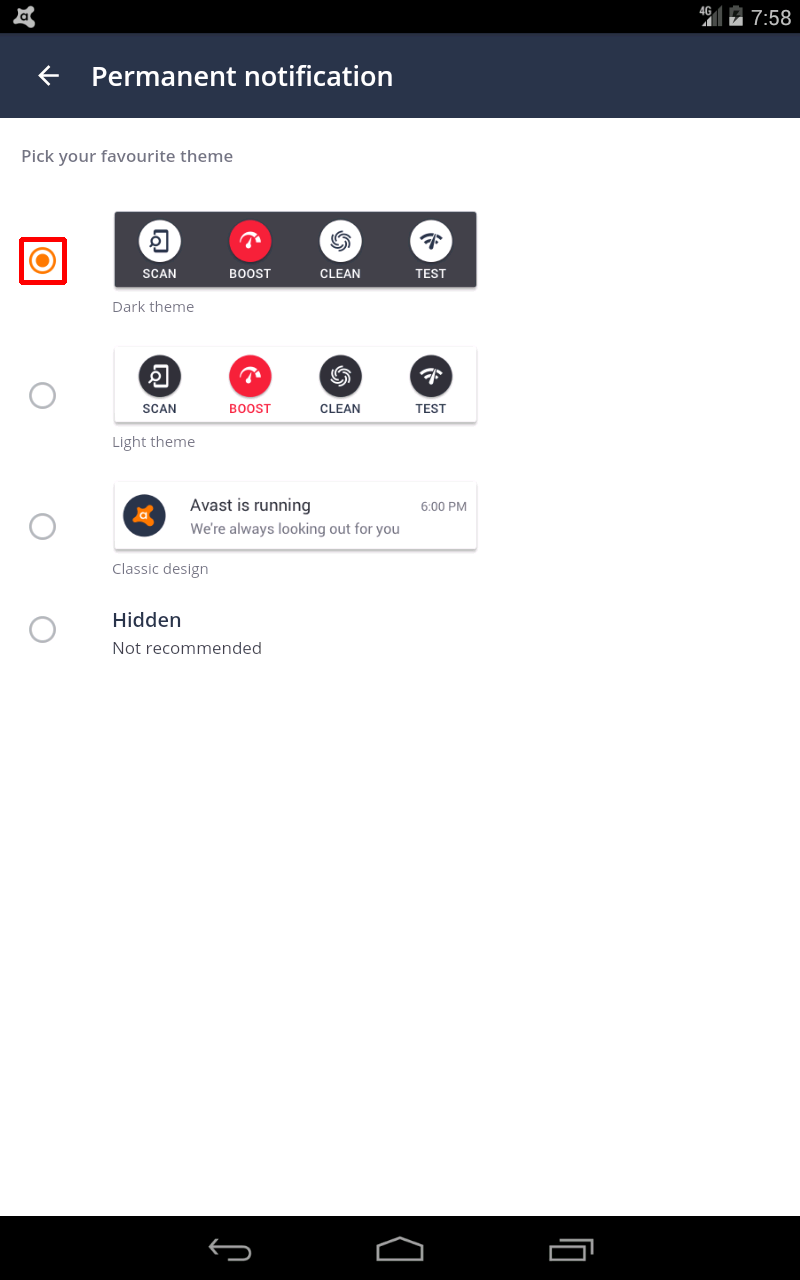 4G 7:58
Permanent notification
Pick your favourite theme
SCAN BOOST CLEAN TEST
Dark theme
SCAN BOOST CLEAN TEST
Light theme
Avast is running 6:00 PM
We're always looking out for you
Classic design
Hidden
Not recommended